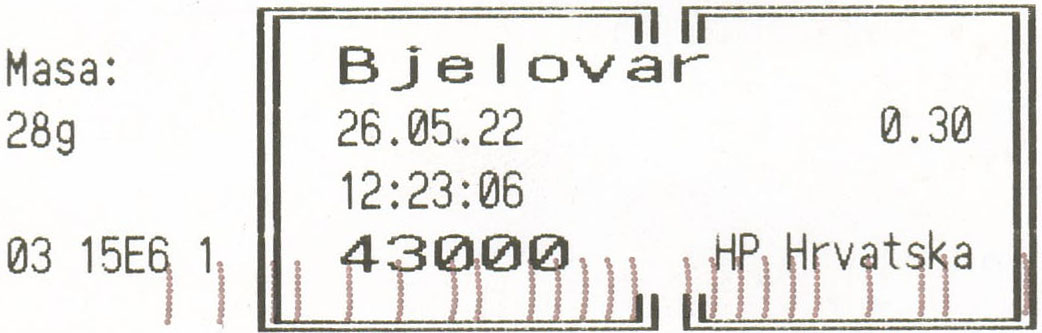 Masa:
28g
03 15E6 1
Bjelovar
26.05.22 0.30
12:23:06
43000 HP Hrvatska